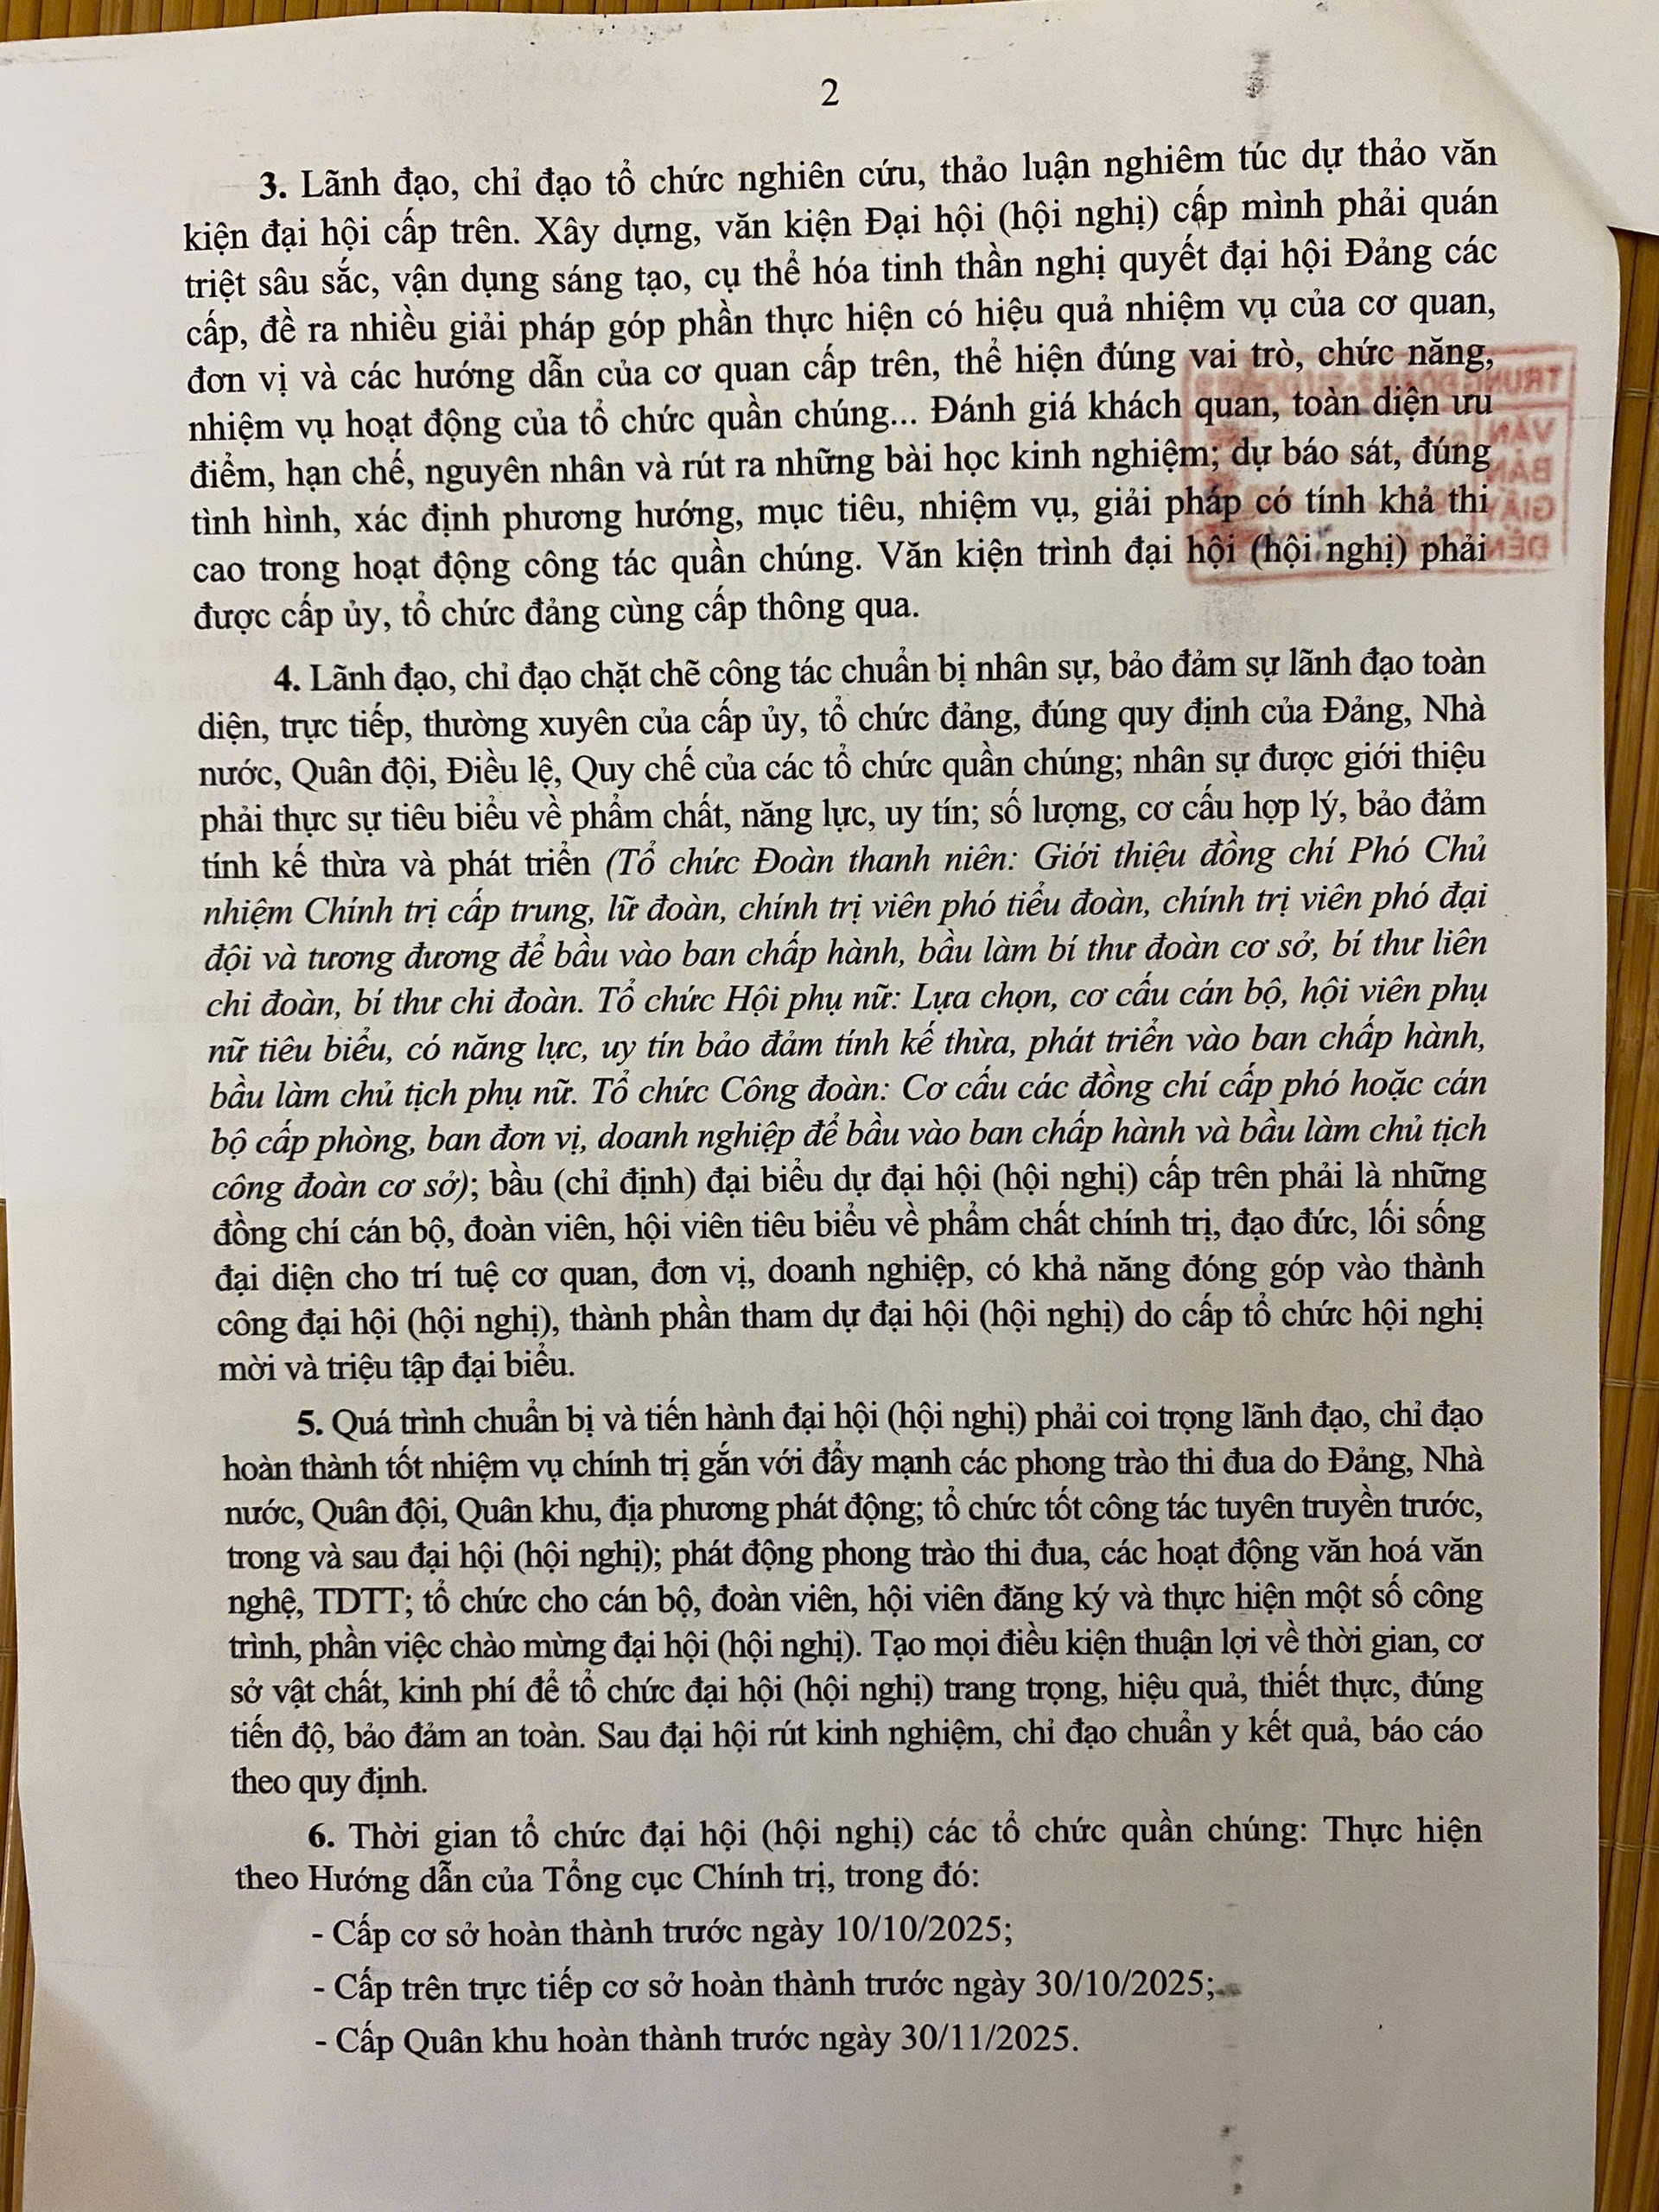 2
3. Lãnh đạo, chỉ đạo tổ chức nghiên cứu, thảo luận nghiêm túc dự thảo văn
kiện đại hội cấp trên. Xây dựng, văn kiện Đại hội (hội nghị) cấp mình phải quán
triệt sâu sắc, vận dụng sáng tạo, cụ thể hóa tinh thần nghị quyết đại hội Đảng các
cấp, đề ra nhiều giải pháp góp phần thực hiện có hiệu quả nhiệm vụ của cơ quan,
đơn vị và các hướng dẫn của cơ quan cấp trên, thể hiện đúng vai trò, chức năng,
nhiệm vụ hoạt động của tổ chức quần chúng... Đánh giá khách quan, toàn diện ưu
điểm, hạn chế, nguyên nhân và rút ra những bài học kinh nghiệm; dự báo sát, đúng
tình hình, xác định phương hướng, mục tiêu, nhiệm vụ, giải pháp có tính khả thi
cao trong hoạt động công tác quần chúng. Văn kiện trình đại hội (hội nghị) phải
được cấp ủy, tổ chức đảng cùng cấp thông qua.
4. Lãnh đạo, chỉ đạo chặt chẽ công tác chuẩn bị nhân sự, bảo đảm sự lãnh đạo toàn
diện, trực tiếp, thường xuyên của cấp ủy, tổ chức đảng, đúng quy định của Đảng, Nhà
nước, Quân đội, Điều lệ, Quy chế của các tổ chức quần chúng; nhân sự được giới thiệu
phải thực sự tiêu biểu về phẩm chất, năng lực, uy tín; số lượng, cơ cấu hợp lý, bảo đảm
tính kế thừa và phát triển (Tổ chức Đoàn thanh niên: Giới thiệu đồng chí Phó Chủ
nhiệm Chính trị cấp trung, lữ đoàn, chính trị viên phó tiểu đoàn, chính trị viên phó đại
đội và tương đương để bầu vào ban chấp hành, bầu làm bí thư đoàn cơ sở, bí thư liên
chi đoàn, bí thư chi đoàn. Tổ chức Hội phụ nữ: Lựa chọn, cơ cấu cán bộ, hội viên phụ
nữ tiêu biểu, có năng lực, uy tín bảo đảm tính kế thừa, phát triển vào ban chấp hành,
bầu làm chủ tịch phụ nữ. Tổ chức Công đoàn: Cơ cấu các đồng chí cấp phó hoặc cán
bộ cấp phòng, ban đơn vị, doanh nghiệp để bầu vào ban chấp hành và bầu làm chủ tịch
công đoàn cơ sở); bầu (chỉ định) đại biểu dự đại hội (hội nghị) cấp trên phải là những
đồng chí cán bộ, đoàn viên, hội viên tiêu biểu về phẩm chất chính trị, đạo đức, lối sống
đại diện cho trí tuệ cơ quan, đơn vị, doanh nghiệp, có khả năng đóng góp vào thành
công đại hội (hội nghị), thành phần tham dự đại hội (hội nghị) do cấp tổ chức hội nghị
mời và triệu tập đại biểu.
5. Quá trình chuẩn bị và tiến hành đại hội (hội nghị) phải coi trọng lãnh đạo, chỉ đạo
hoàn thành tốt nhiệm vụ chính trị gắn với đẩy mạnh các phong trào thi đua do Đảng, Nhà
nước, Quân đội, Quân khu, địa phương phát động; tổ chức tốt công tác tuyên truyền trước,
trong và sau đại hội (hội nghị); phát động phong trào thi đua, các hoạt động văn hoá văn
nghệ, TDTT; tổ chức cho cán bộ, đoàn viên, hội viên đăng ký và thực hiện một số công
trình, phần việc chào mừng đại hội (hội nghị). Tạo mọi điều kiện thuận lợi về thời gian, cơ
sở vật chất, kinh phí để tổ chức đại hội (hội nghị) trang trọng, hiệu quả, thiết thực, đúng
tiến độ, bảo đảm an toàn. Sau đại hội rút kinh nghiệm, chỉ đạo chuẩn y kết quả, báo cáo
theo quy định.
6. Thời gian tổ chức đại hội (hội nghị) các tổ chức quần chúng: Thực hiện
theo Hướng dẫn của Tổng cục Chính trị, trong đó:
- Cấp cơ sở hoàn thành trước ngày 10/10/2025;
- Cấp trên trực tiếp cơ sở hoàn thành trước ngày 30/10/2025;
- Cấp Quân khu hoàn thành trước ngày 30/11/2025.
VĂN
BẢN
GIẤY
ĐẾN